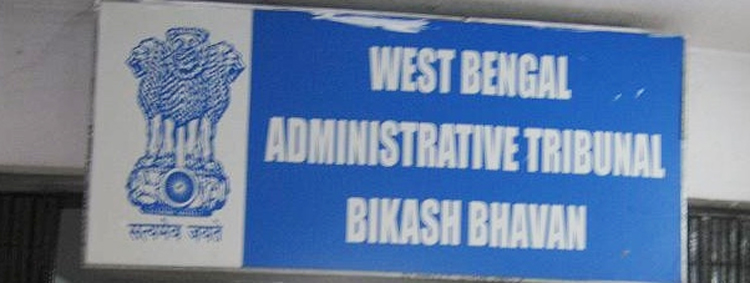 WEST BENGAL
ADMINISTRATIVE TRIBUNAL
BIKASH BHAVAN
सत्यमेव जयते